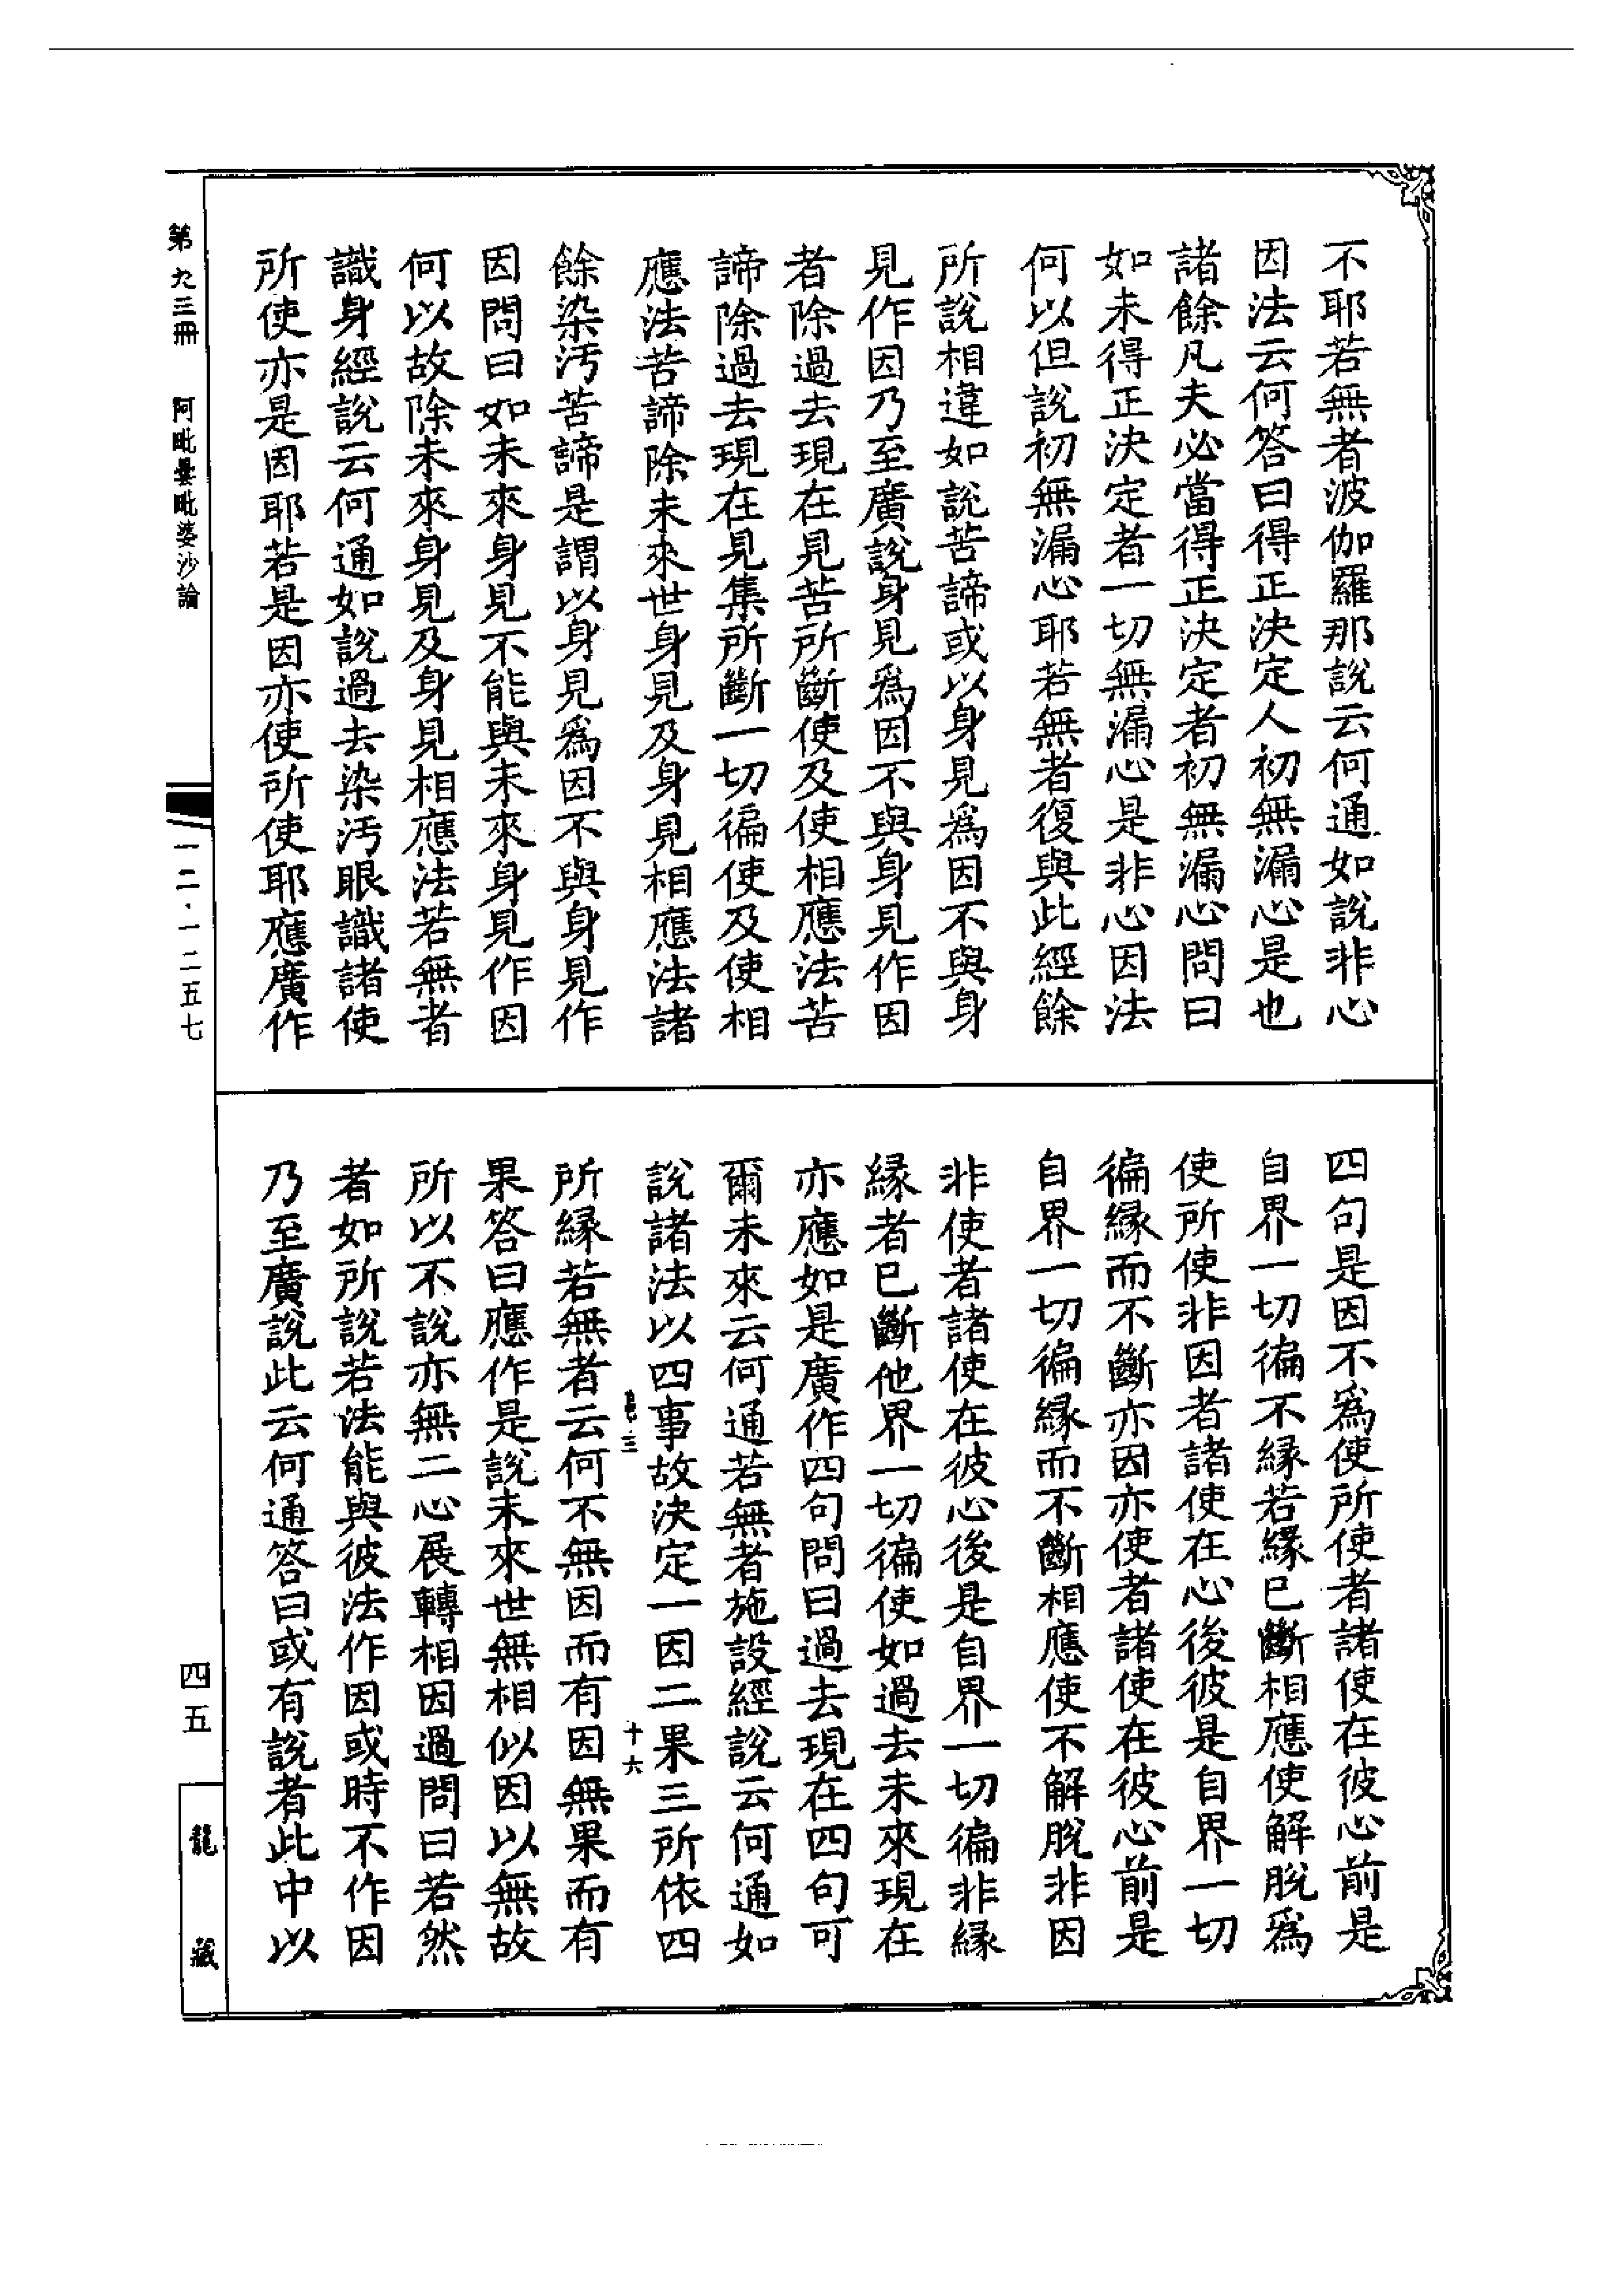 不耶若無者波伽羅那說云何通如說非心
因法云何答曰得正決定人初無漏心是也
諸餘凡夫必當得正決定者初無漏心問曰
如未得正決定者一切無漏心是非心因法
何以但說初無漏心耶若無者復與此經餘
所說相違如說苦諦或以身見爲因不與身
見作因乃至廣說身見爲因不與身見作因
者除過去現在見苦所斷使及使相應法苦
諦除過去現在見集所斷一切徧使及使相
應法苦諦除未來世身見及身見相應法諸
餘染污苦諦是謂以身見爲因不與身見作
因問曰如未來身見不能與未來身見作因
何以故除未來身見及身見相應法若無者
識身經說云何通如說過去染污眼識諸使
所使亦是因耶若是因亦使所使耶應廣作
四句是因不爲使所使者諸使在彼心前是
自界一切徧不緣若緣已斷相應使解脫爲
使所使非因者諸使在心後彼是自界一切
徧緣而不斷亦因亦使者諸使在彼心前是
自界一切徧緣而不斷相應使不解脫非因
非使者諸使在彼心後是自界一切徧非緣
緣者已斷他界一切徧使如過去未來現在
亦應如是廣作四句問曰過去現在四句可
爾未來云何通若無者施設經說云何通如
說諸法以四事故決定一因二果三所依四
所緣若無者云何不無因而有因無果而有
果答曰應作是說未來世無相似因以無故
所以不說亦無二心展轉相因過問曰若然
者如所說若法能與彼法作因或時不作因
乃至廣說此云何通答曰或有說者此中以
第九三冊 阿毗曇毗婆沙論
一二·一二五七
四五
龍藏
三
十六